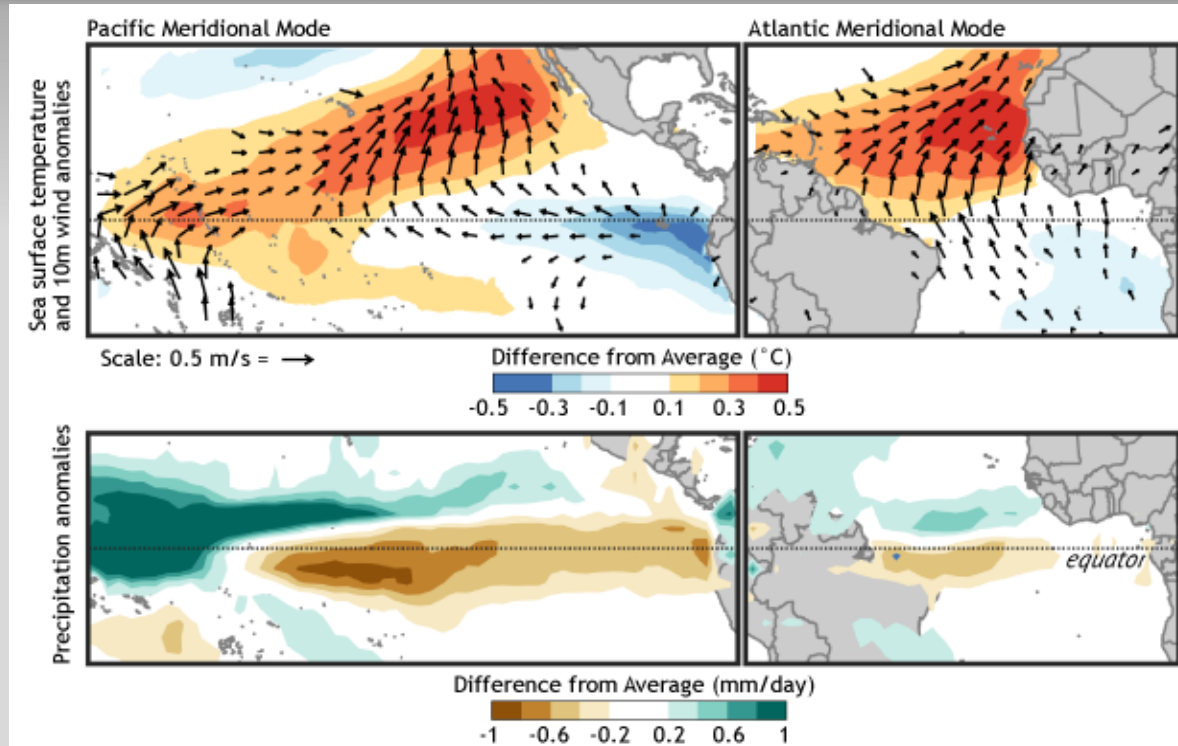 Pacific Meridional Mode
Atlantic Meridional Mode
Sea surface temperature
and 10m wind anomalies
Scale: 0.5 m/s =
Difference from Average (°C)
-0.5 -0.3 -0.1 0.1 0.3 0.5
Precipitation anomalies
equator
Difference from Average (mm/day)
-1 -0.6 -0.2 0.2 0.6 1